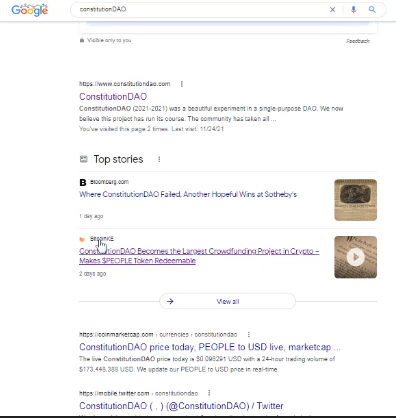 Google
constitutionDAO
Visible only to you
Feedback
https://www.constitutiondao.com
ConstitutionDAO
ConstitutionDAO (2021-2021) was a beautiful experiment in a single-purpose DAO. We now
believe this project has run its course. The community has taken all ...
You've visited this page 2 times. Last visit: 11/24/21
Top stories
Bloomberg.com
Where ConstitutionDAO Failed, Another Hopeful Wins at Sotheby's
1 day ago
BitcoinKE
ConstitutionDAO Becomes the Largest Crowdfunding Project in Crypto –
Makes $PEOPLE Token Redeemable
2 days ago
View all
https://coinmarketcap.com › currencies › constitutiondao
ConstitutionDAO price today, PEOPLE to USD live, marketcap ...
The live ConstitutionDAO price today is $0.096291 USD with a 24-hour trading volume of
$173,448,388 USD. We update our PEOPLE to USD price in real-time.
https://mobile.twitter.com › constitutiondao
ConstitutionDAO ( , ) (@ConstitutionDAO) / Twitter